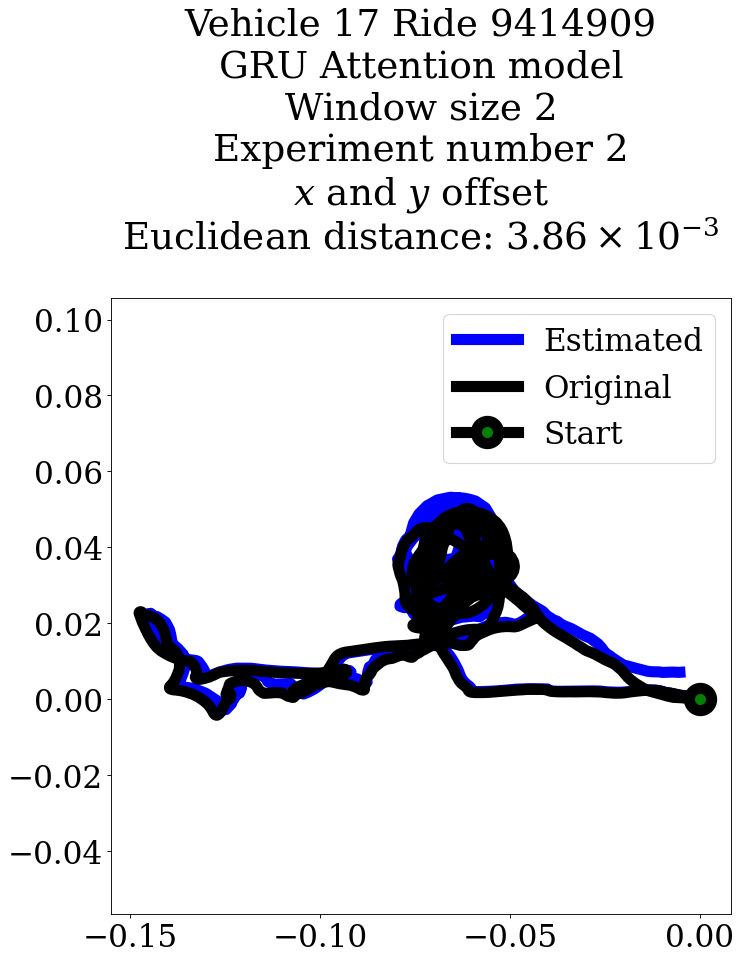 Vehicle 17 Ride 9414909
GRU Attention model
Window size 2
Experiment number 2
x and y offset
Euclidean distance: 3.86 × 10⁻³
Estimated
Original
Start
0.10
0.08
0.06
0.04
0.02
0.00
−0.02
−0.04
−0.15
−0.10
−0.05
0.00